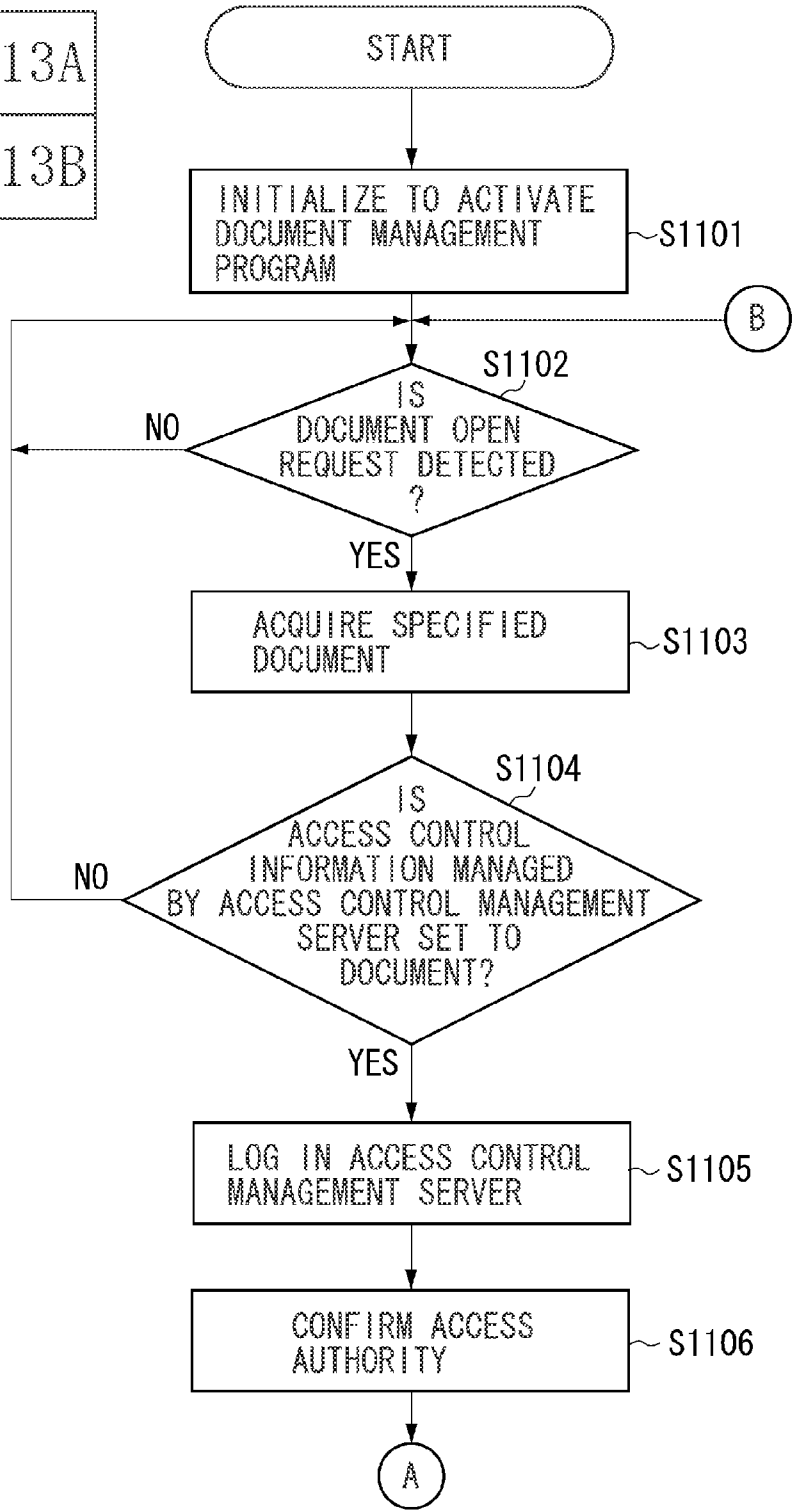 13A
13B
START
INITIALIZE TO ACTIVATE
DOCUMENT MANAGEMENT
PROGRAM
S1101
B
S1102
IS
DOCUMENT OPEN
REQUEST DETECTED
?
NO
YES
ACQUIRE SPECIFIED
DOCUMENT
S1103
S1104
IS
ACCESS CONTROL
INFORMATION MANAGED
BY ACCESS CONTROL MANAGEMENT
SERVER SET TO
DOCUMENT?
NO
YES
LOG IN ACCESS CONTROL
MANAGEMENT SERVER
S1105
CONFIRM ACCESS
AUTHORITY
S1106
A